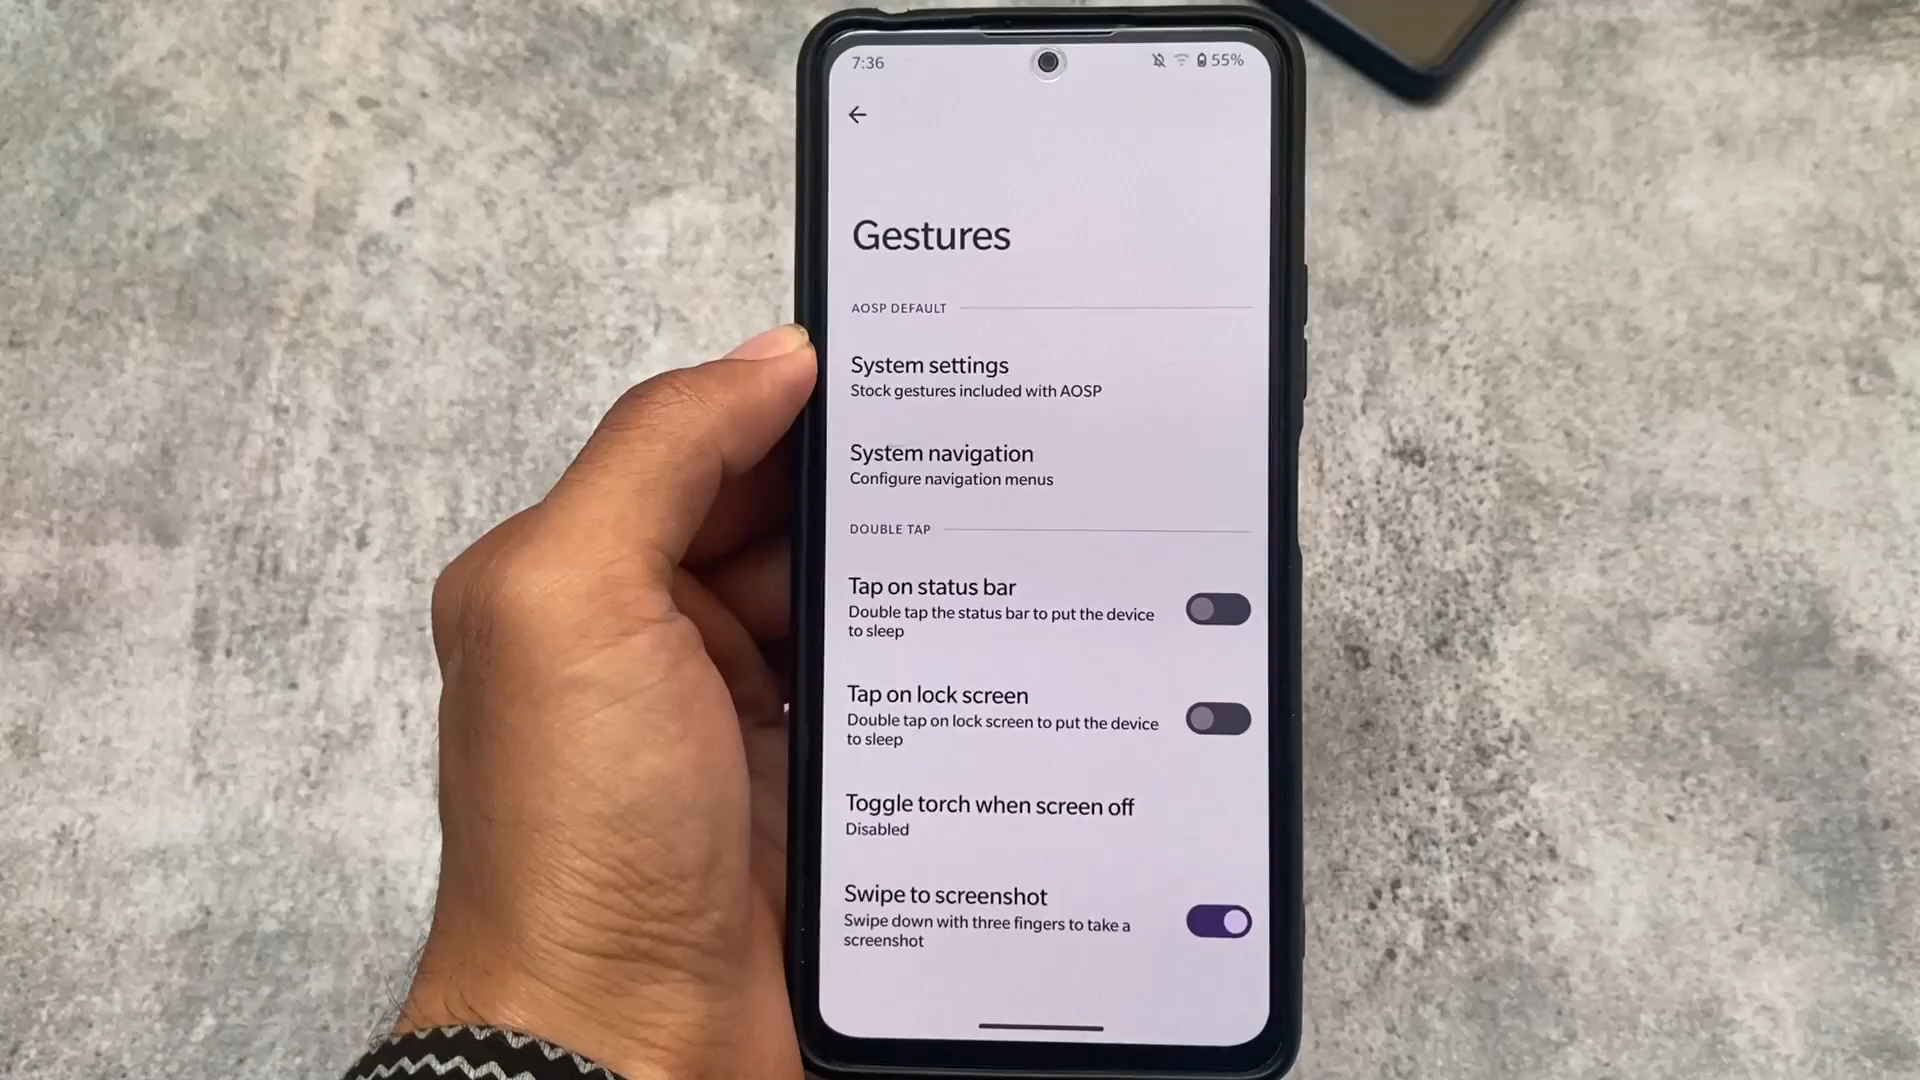 7:36
55%
Gestures
AOSP DEFAULT
System settings
Stock gestures included with AOSP
System navigation
Configure navigation menus
DOUBLE TAP
Tap on status bar
Double tap the status bar to put the device
to sleep
Tap on lock screen
Double tap on lock screen to put the device
to sleep
Toggle torch when screen off
Disabled
Swipe to screenshot
Swipe down with three fingers to take a
screenshot